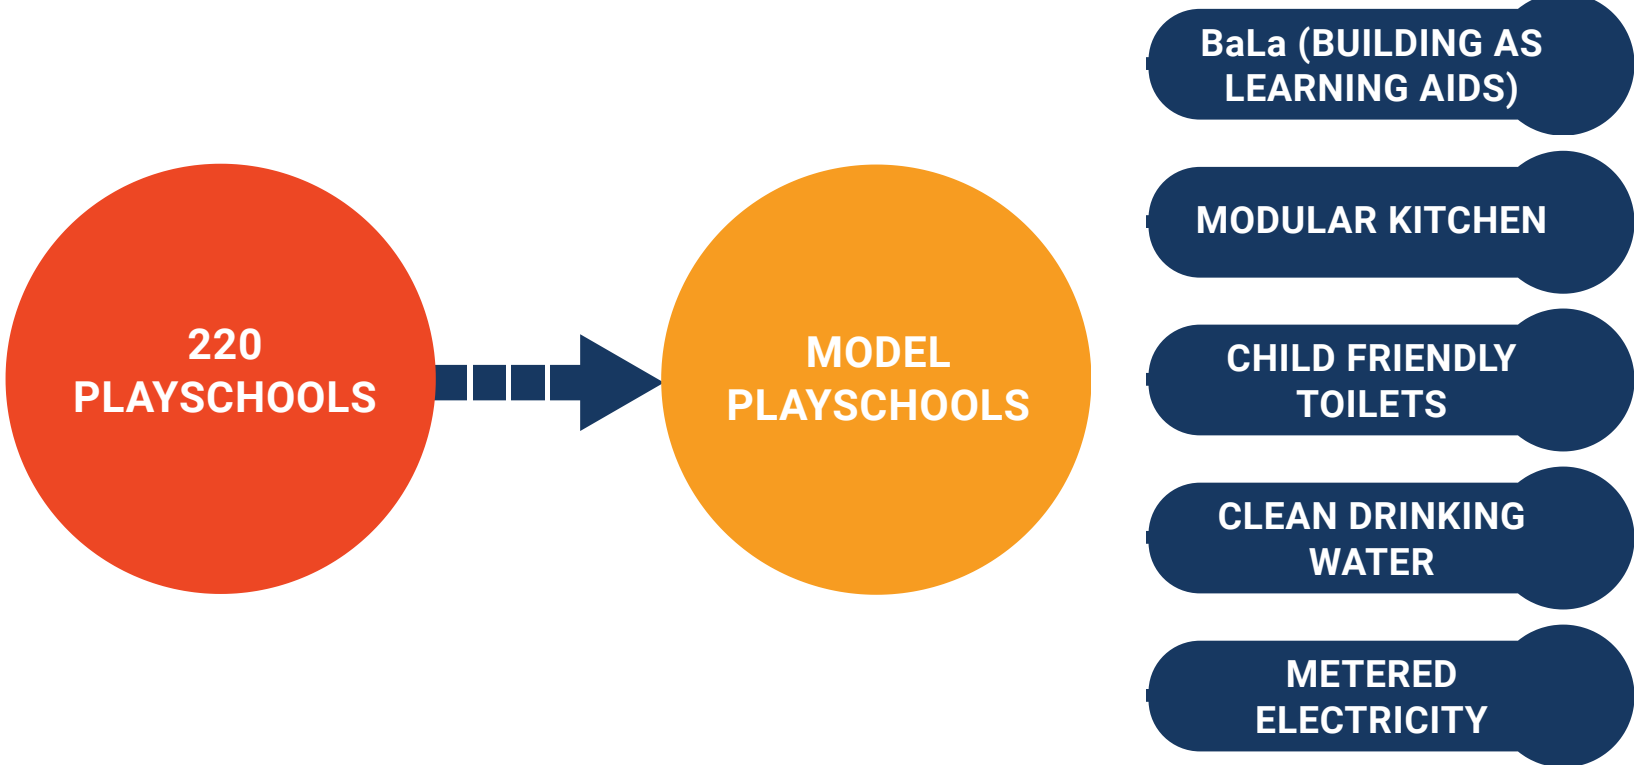 220
PLAYSCHOOLS
MODEL
PLAYSCHOOLS
BaLa (BUILDING AS
LEARNING AIDS)
MODULAR KITCHEN
CHILD FRIENDLY
TOILETS
CLEAN DRINKING
WATER
METERED
ELECTRICITY